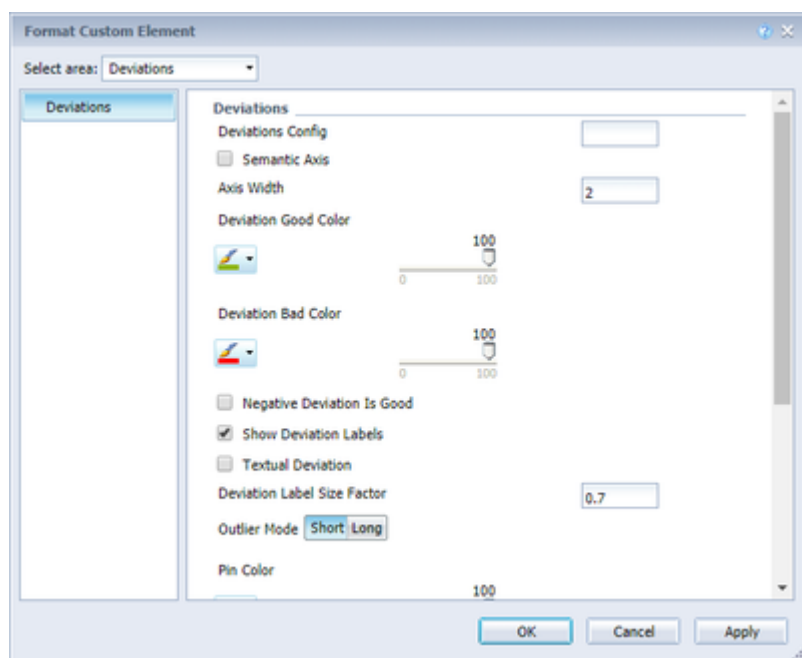 Format Custom Element
Select area: Deviations
Deviations
Deviations
Deviations Config
Semantic Axis
Axis Width 2
Deviation Good Color
100
0 100
Deviation Bad Color
100
0 100
Negative Deviation Is Good
Show Deviation Labels
Textual Deviation
Deviation Label Size Factor 0.7
Outlier Mode Short Long
Pin Color
100
OK Cancel Apply